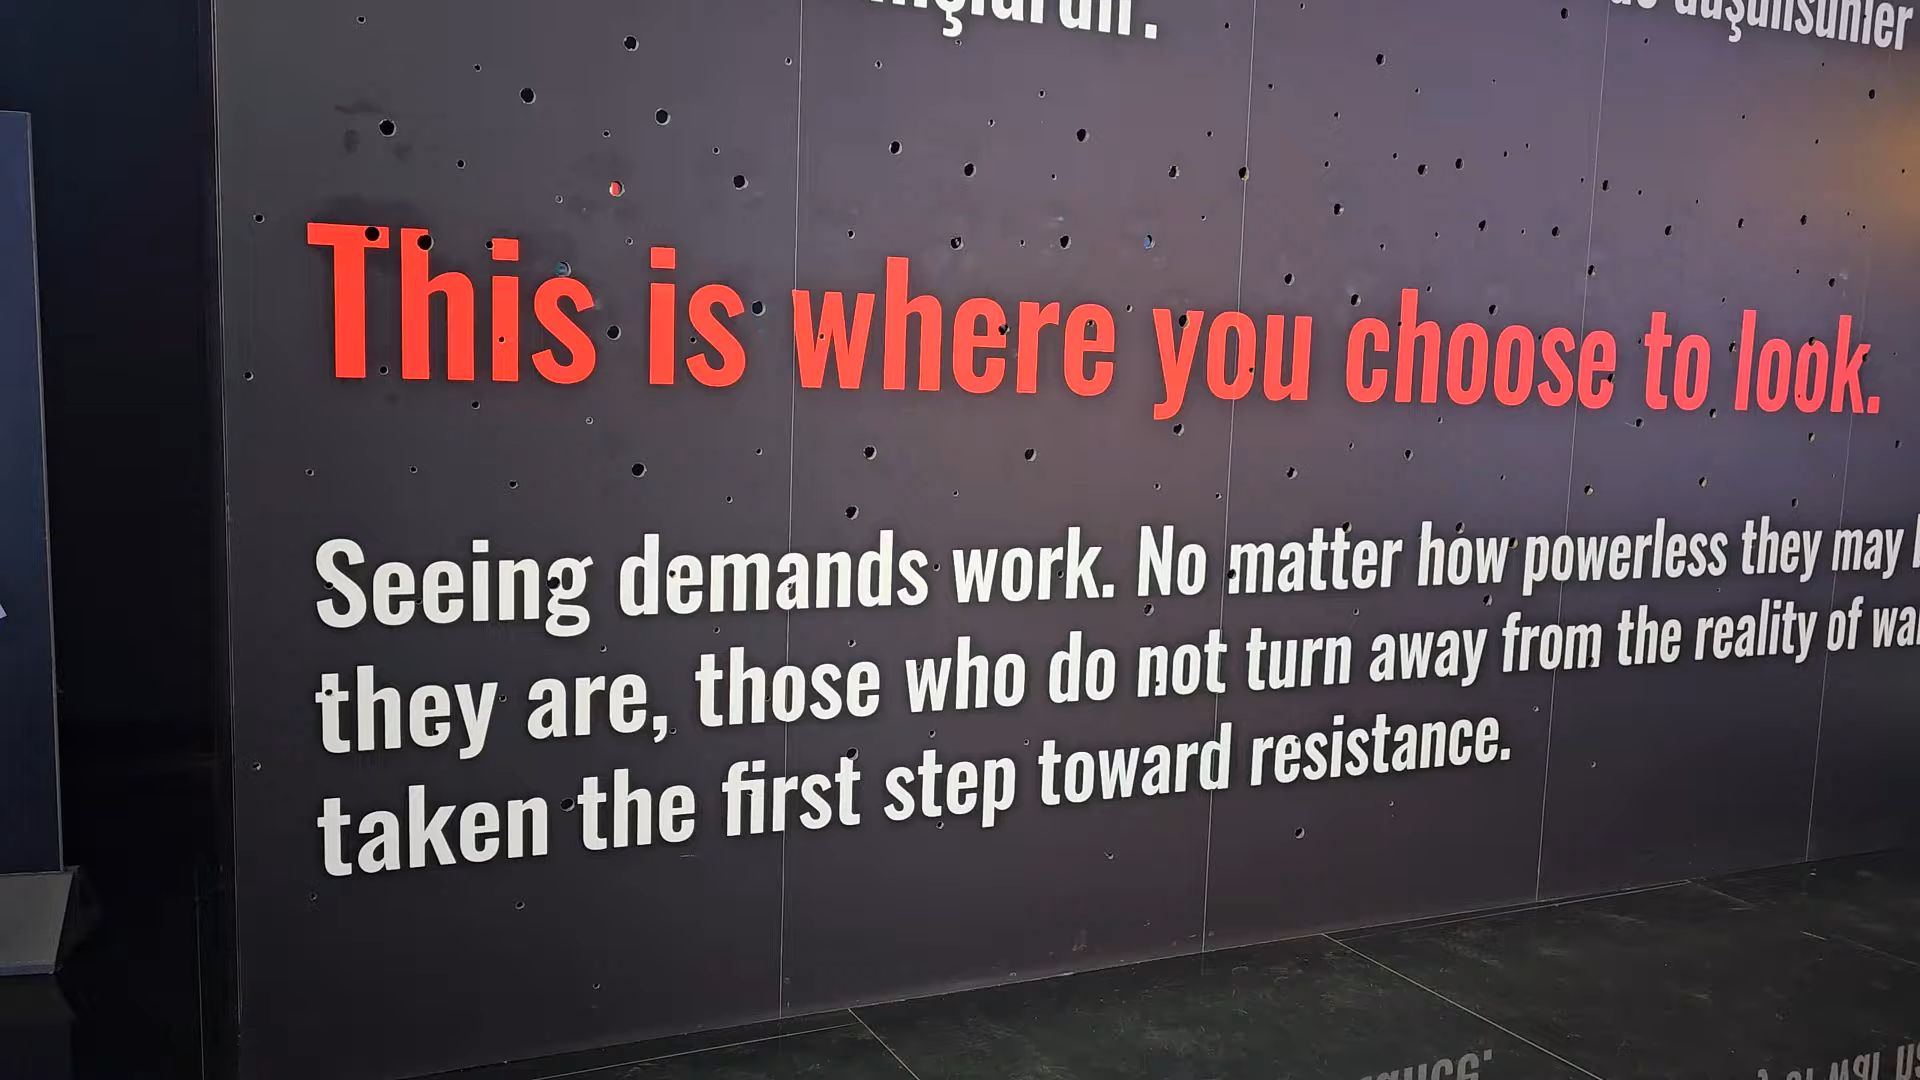 This is where you choose to look.
Seeing demands work. No matter how powerless they may
they are, those who do not turn away from the reality of
taken the first step toward resistance.